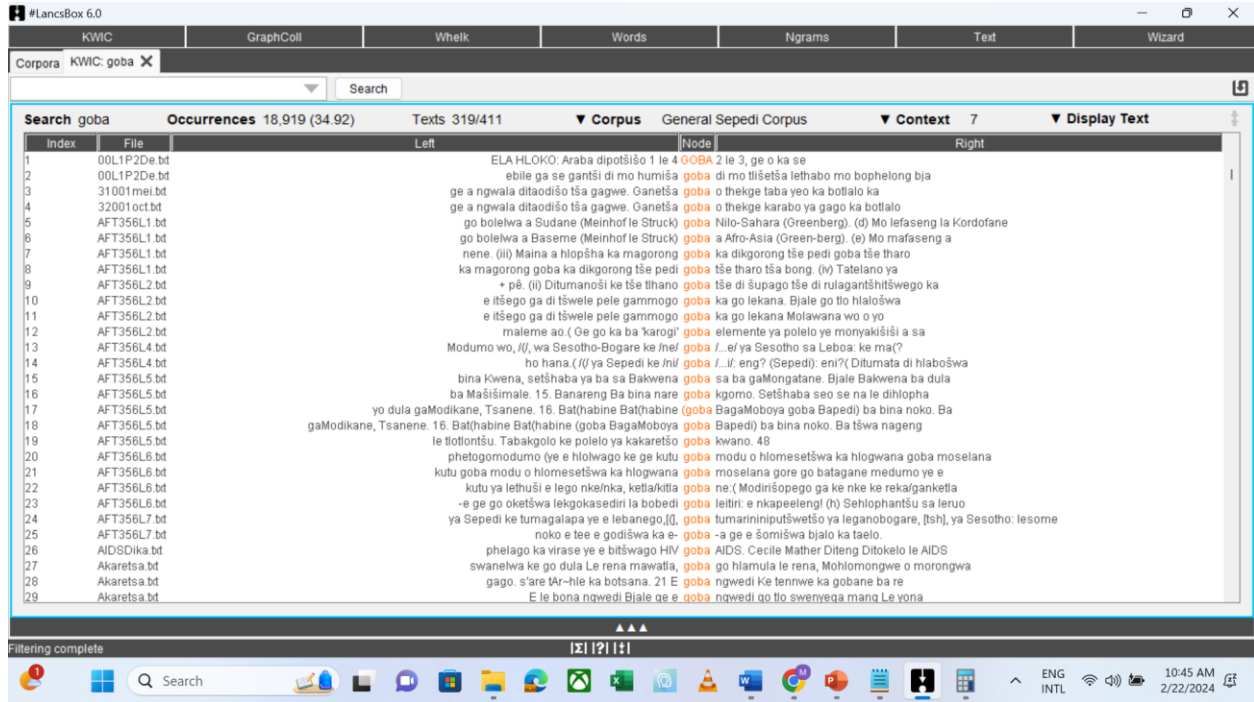 #LancsBox 6.0
KWIC GraphColl Whelk Words Ngrams Text Wizard
Corpora KWIC: goba
Search
Search goba Occurrences 18,919 (34.92) Texts 319/411 ▼ Corpus General Sepedi Corpus ▼ Context 7 ▼ Display Text
Index File Left Node Right
1 00L1P2De.txt ELA HLOKO: Araba dipotšišo 1 le 4 GOBA 2 le 3, ge o ka se
2 00L1P2De.txt ebile ga se gantši di mo humiša goba di mo tlišetša lethabo mo bophelong bja
3 31001mei.txt ge a ngwala ditaodišo tša gagwe. Ganetša goba o thekge taba yeo ka botlalo ka
4 32001oct.txt ge a ngwala ditaodišo tša gagwe. Ganetša goba o thekge karabo ya gago ka botlalo
5 AFT356L1.txt go bolelwa a Sudane (Meinhof le Struck) goba Nilo-Sahara (Greenberg). (d) Mo lefaseng la Kordofane
6 AFT356L1.txt go bolelwa a Baseme (Meinhof le Struck) goba a Afro-Asia (Green-berg). (e) Mo mafaseng a
7 AFT356L1.txt nene. (iii) Maina a hlopšha ka magorong goba ka dikgorong tše pedi goba tše tharo
8 AFT356L1.txt ka magorong goba ka dikgorong tše pedi goba tše tharo tša bong. (iv) Tatelano ya
9 AFT356L2.txt + pê. (ii) Ditumanoši ke tše tlhano goba tše di šupago tše di rulagantšhitšwego ka
10 AFT356L2.txt e itšego ga di tšwele pele gammogo goba ka go lekana. Bjale go tlo hlalošwa
11 AFT356L2.txt e itšego ga di tšwele pele gammogo goba ka go lekana Molawana wo o yo
12 AFT356L2.txt maleme ao.( Ge go ka ba 'karogi' goba elemente ya polelo ye monyakišiši a sa
13 AFT356L4.txt Modumo wo, /(/, wa Sesotho-Bogare ke /ne/ goba /...e/ ya Sesotho sa Leboa: ke ma(?
14 AFT356L4.txt ho hana.( /(/ ya Sepedi ke /ni/ goba /...i/: eng? (Sepedi): eni?( Ditumata di hlabošwa
15 AFT356L5.txt bina Kwena, setšhaba ya ba sa Bakwena goba sa ba gaMongatane. Bjale Bakwena ba dula
16 AFT356L5.txt ba Mašišimale. 15. Banareng Ba bina nare goba kgomo. Setšhaba seo se na le dihlopha
17 AFT356L5.txt yo dula gaModikane, Tsanene. 16. Bat(habine Bat(habine (goba BagaMoboya goba Bapedi) ba bina noko. Ba
18 AFT356L5.txt gaModikane, Tsanene. 16. Bat(habine Bat(habine (goba BagaMoboya goba Bapedi) ba bina noko. Ba tšwa nageng
19 AFT356L5.txt le tlotlontšu. Tabakgolo ke polelo ya kakaretšo goba kwano. 48
20 AFT356L6.txt phetogomodumo (ye e hlolwago ke ge kutu goba modu o hlomesetšwa ka hlogwana goba moselana
21 AFT356L6.txt kutu goba modu o hlomesetšwa ka hlogwana goba moselana gore go batagane medumo ye e
22 AFT356L6.txt kutu ya lethuši e lego nke/nka, ketla/kitla goba ne:( Modirišopego ga ke nke ke reka/ganketla
23 AFT356L6.txt -e ge go oketšwa lekgokasediri la bobedi goba leitiri: e nkapeeleng! (h) Sehlophantšu sa leruo
24 AFT356L7.txt ya Sepedi ke tumagalapa ye e lebanego,[(], goba tumarininiputšwetšo ya leganobogare, [tsh], ya Sesotho: lesome
25 AFT356L7.txt noko e tee e godišwa ka e- goba -a ge e šomišwa bjalo ka taelo.
26 AIDSDika.txt phelago ka virase ye e bitšwago HIV goba AIDS. Cecile Mather Diteng Ditokelo le AIDS
27 Akaretsa.txt swanelwa ke go dula Le rena mawatla, goba go hlamula le rena, Mohlomongwe o morongwa
28 Akaretsa.txt gago. s'are tAr~hle ka botsana. 21 E goba ngwedi Ke tennwe ka gobane ba re
29 Akaretsa.txt E le bona ngwedi Bjale ge e goba ngwedi go tlo swenyega mang Le yona
Filtering complete
Search
ENG
INTL
10:45 AM
2/22/2024